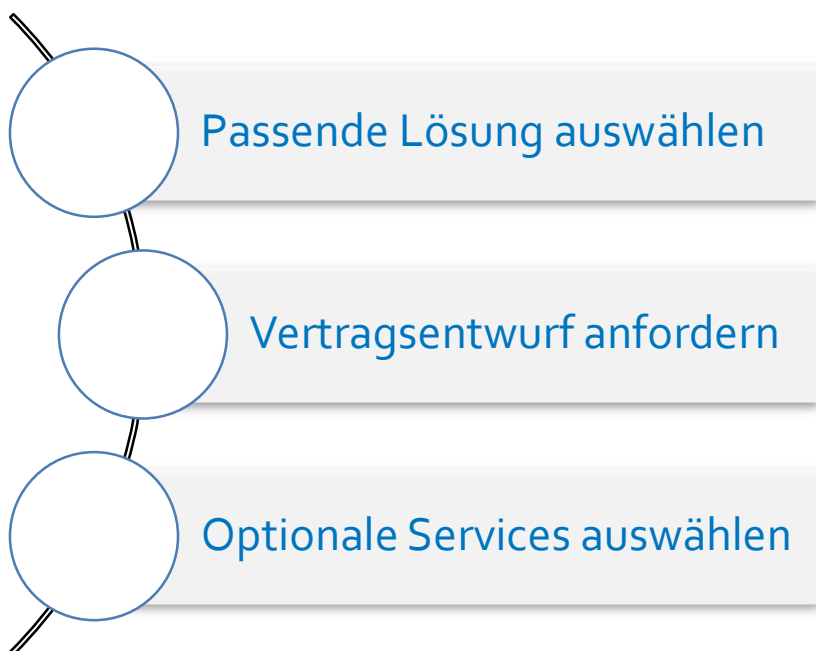 Passende Lösung auswählen
Vertragsentwurf anfordern
Optionale Services auswählen